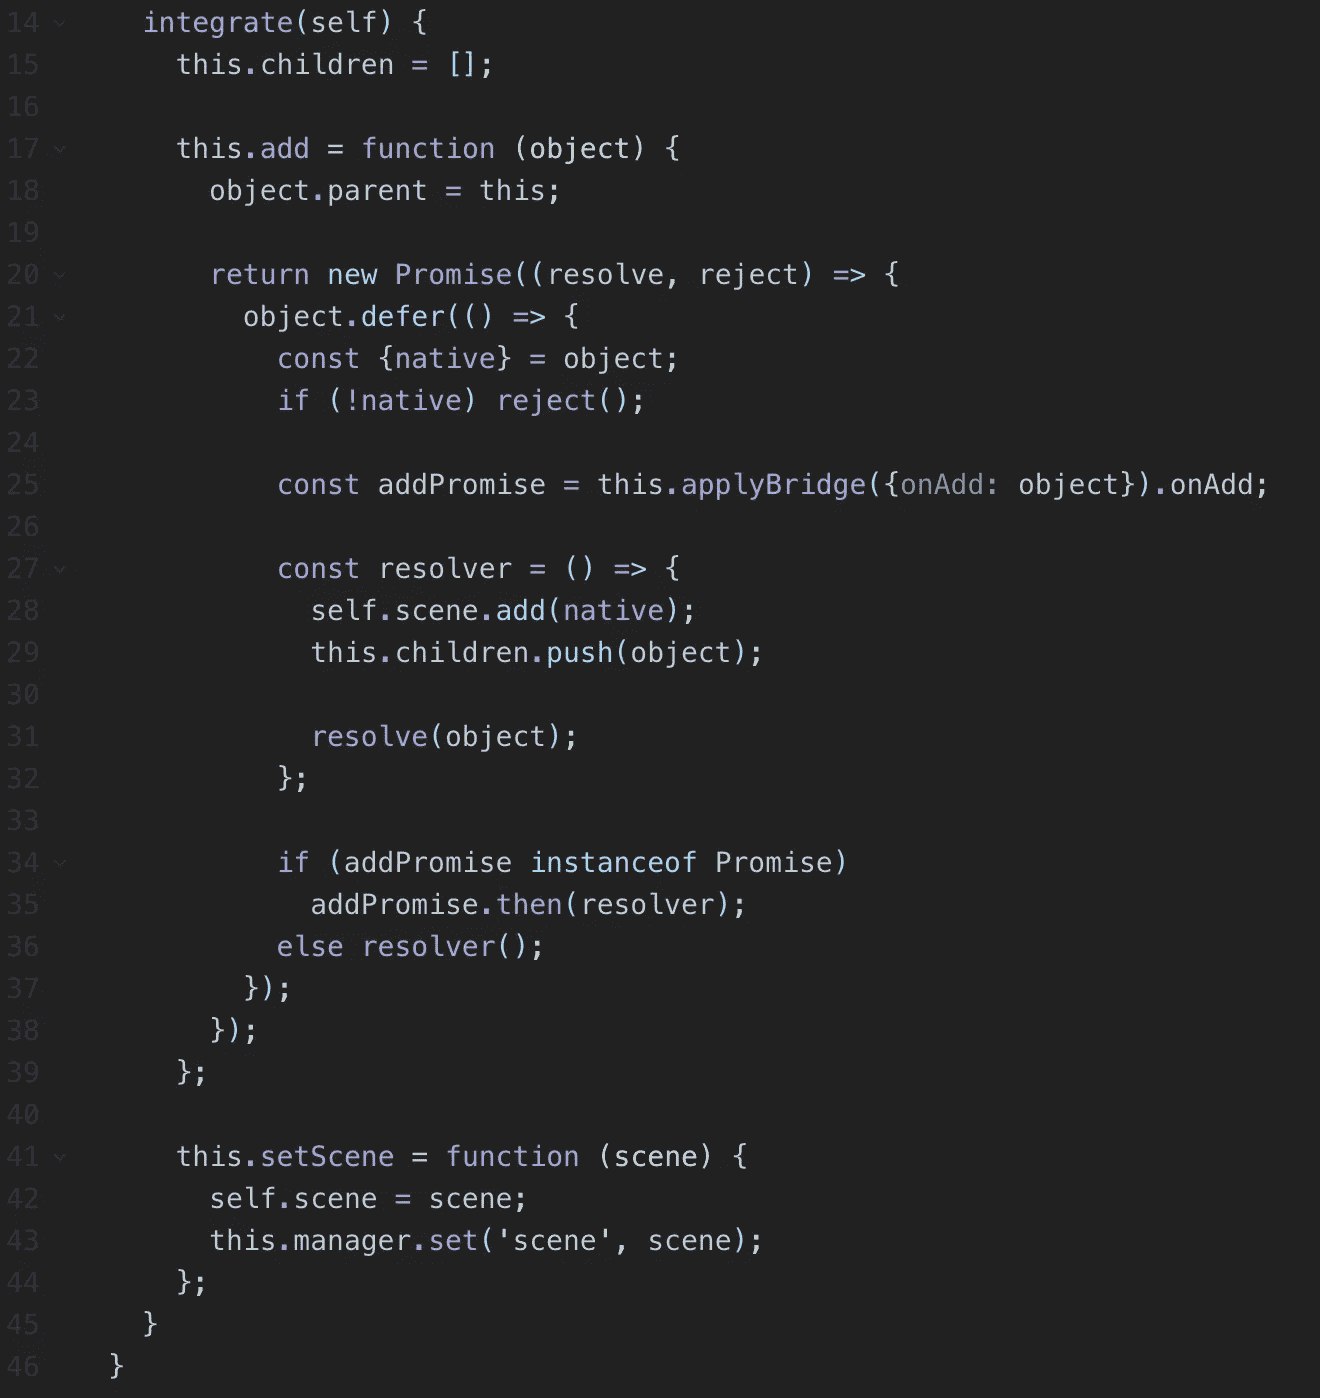 14 integrate(self) {
15 this.children = [];
16
17 this.add = function (object) {
18 object.parent = this;
19
20 return new Promise((resolve, reject) => {
21 object.defer(() => {
22 const {native} = object;
23 if (!native) reject();
24
25 const addPromise = this.applyBridge({onAdd: object}).onAdd;
26
27 const resolver = () => {
28 self.scene.add(native);
29 this.children.push(object);
30
31 resolve(object);
32 };
33
34 if (addPromise instanceof Promise)
35 addPromise.then(resolver);
36 else resolver();
37 });
38 });
39 };
40
41 this.setScene = function (scene) {
42 self.scene = scene;
43 this.manager.set('scene', scene);
44 };
45 }
46 }